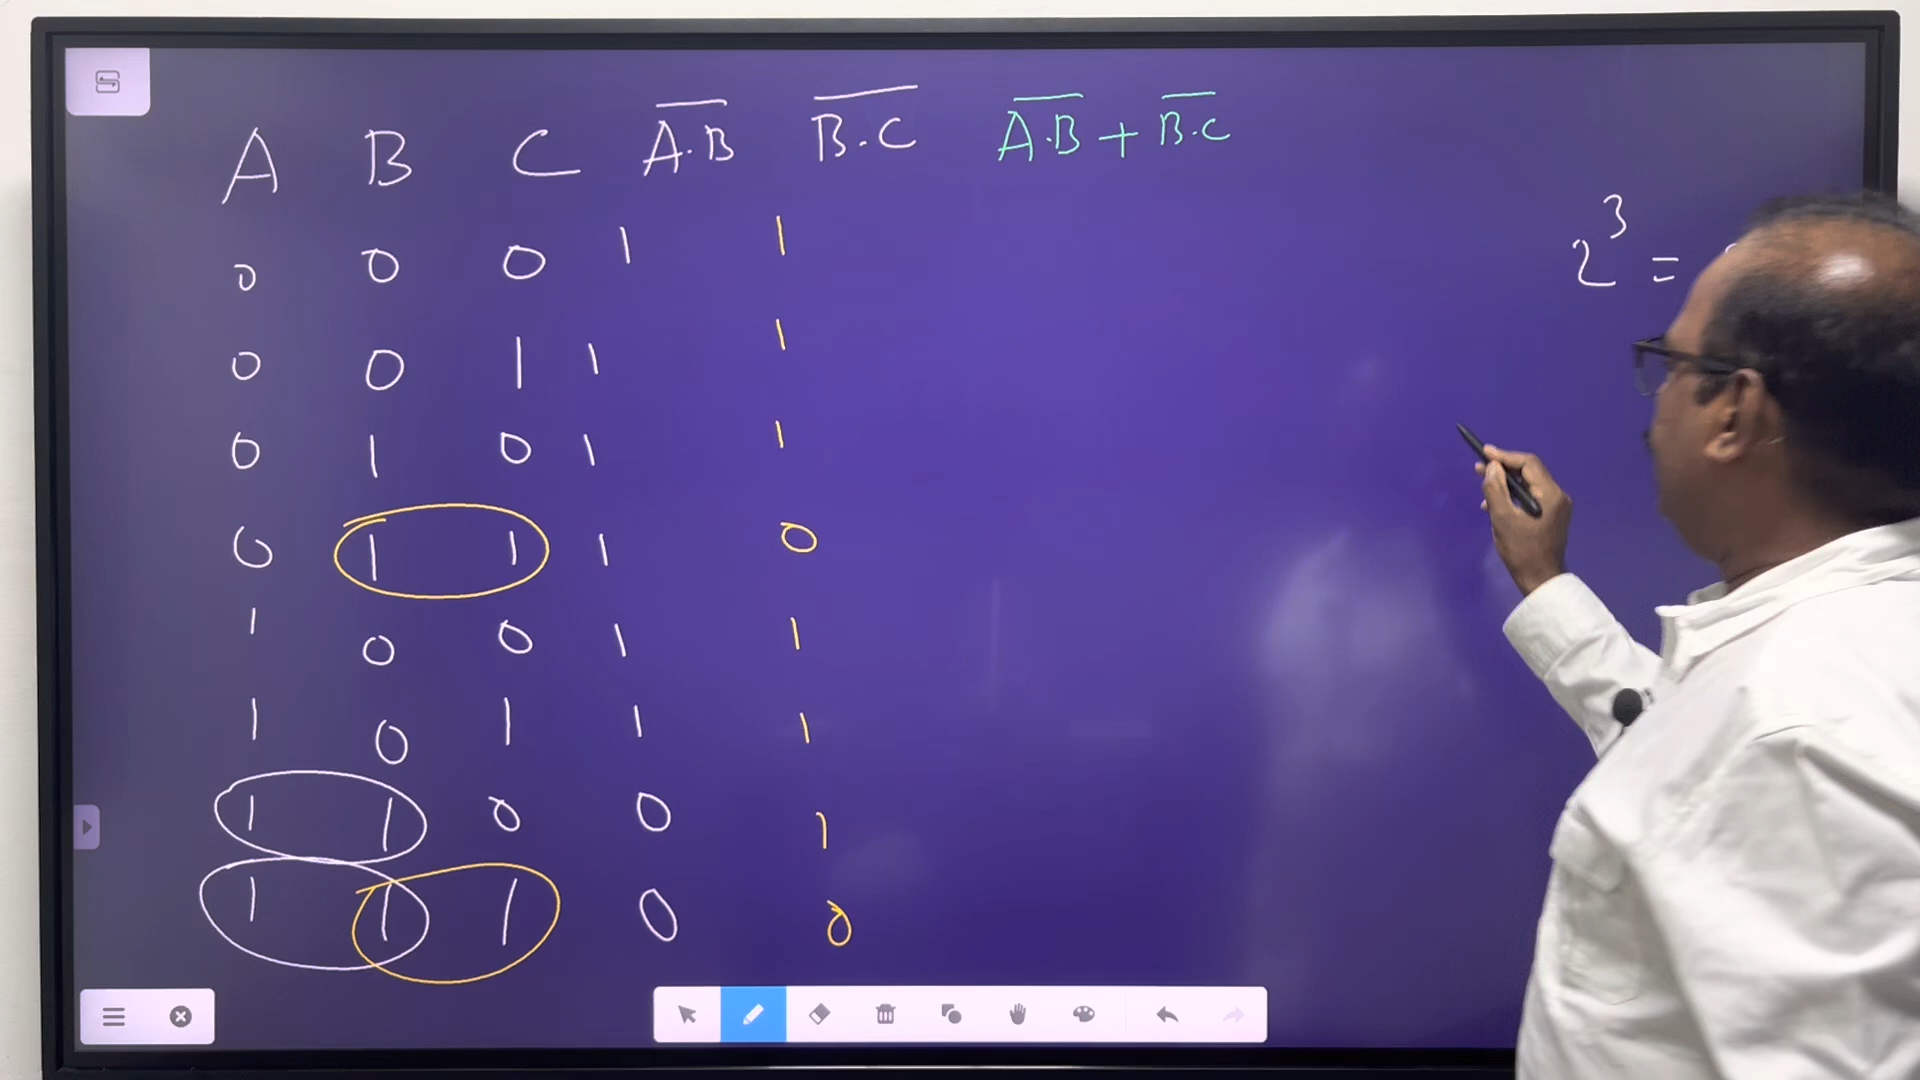 A B C A̅.̅B̅ B̅.̅C̅ A̅.̅B̅ + B̅.̅C̅
2³ =
0 0 0 1 1
0 0 1 1 1
0 1 0 1 1
0 1 1 1 0
1 0 0 1 1
1 0 1 1 1
1 1 0 0 1
1 1 1 0 0